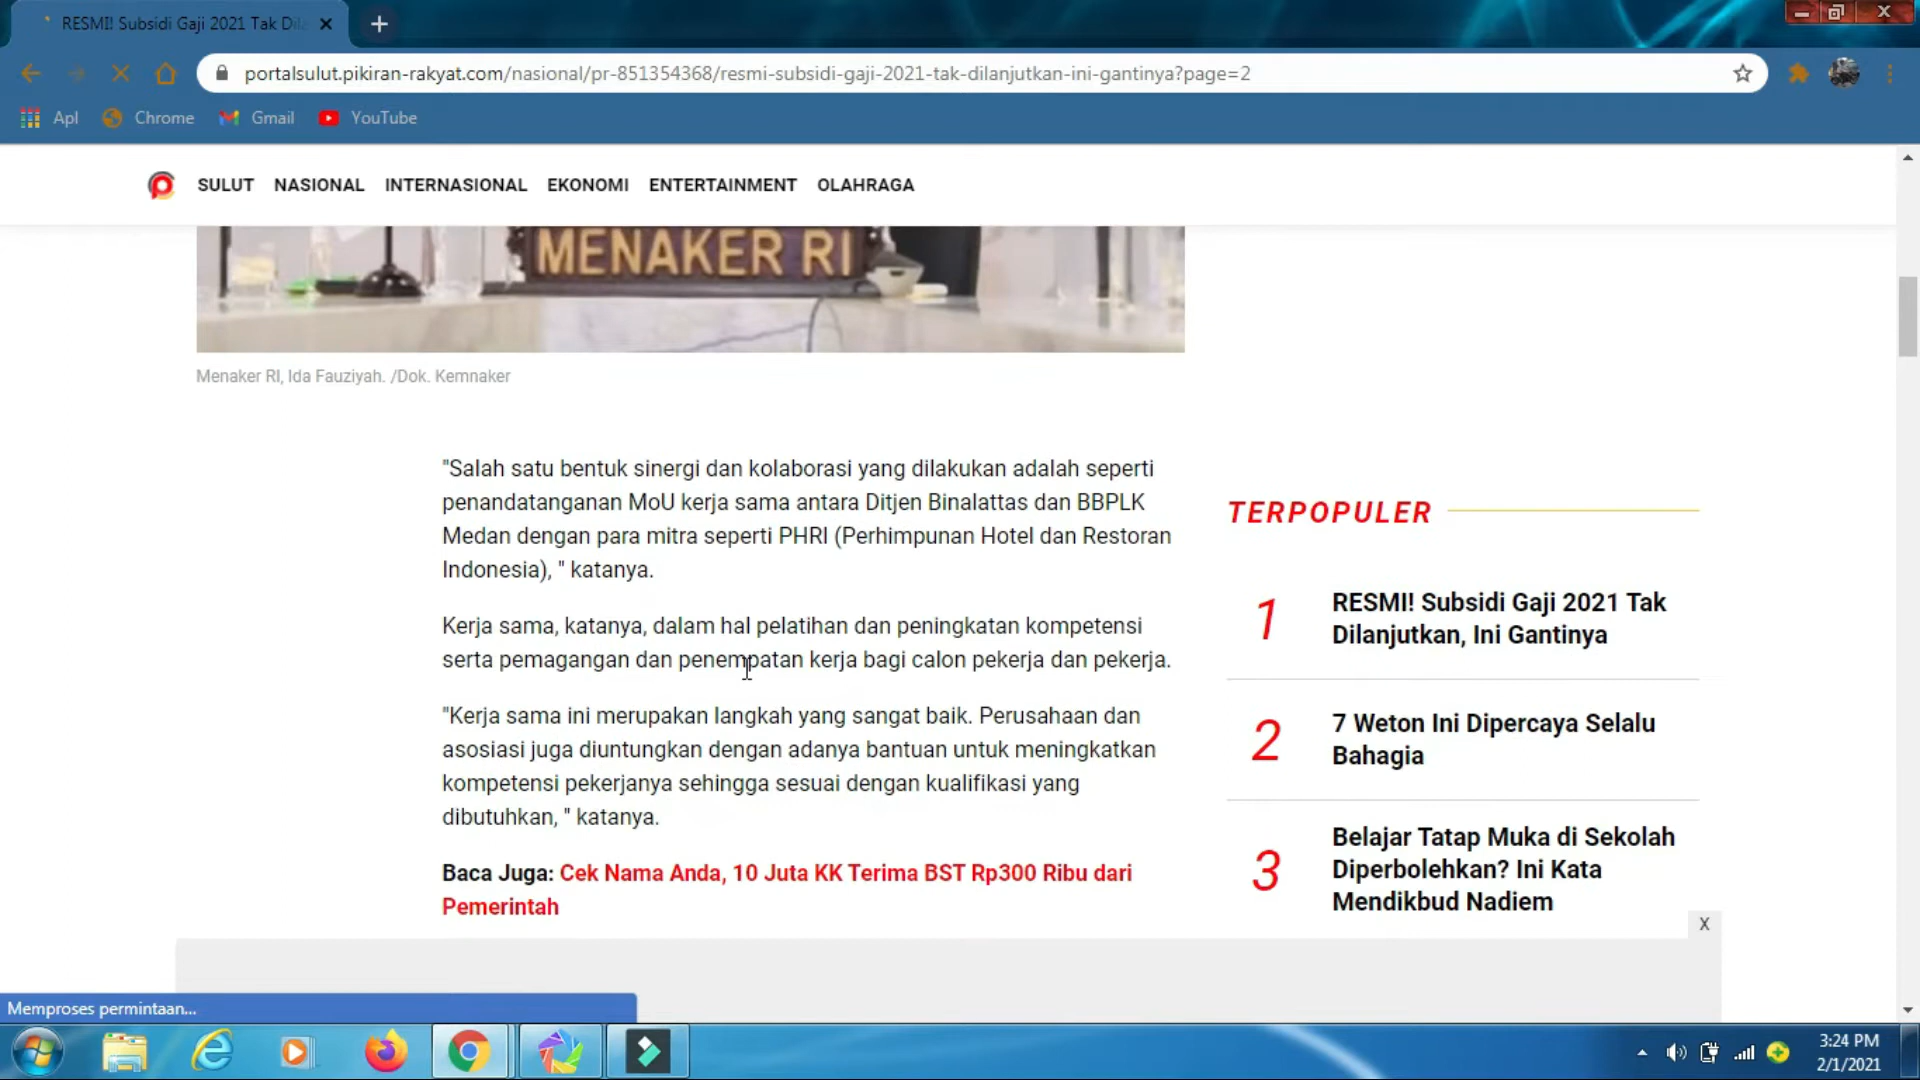 RESMI! Subsidi Gaji 2021 Tak Dil
portalsulut.pikiran-rakyat.com/nasional/pr-851354368/resmi-subsidi-gaji-2021-tak-dilanjutkan-ini-gantinya?page=2
Apl Chrome Gmail YouTube
SULUT NASIONAL INTERNASIONAL EKONOMI ENTERTAINMENT OLAHRAGA
MENAKER RI
Menaker RI, Ida Fauziyah. /Dok. Kemnaker
"Salah satu bentuk sinergi dan kolaborasi yang dilakukan adalah seperti
penandatanganan MoU kerja sama antara Ditjen Binalattas dan BBPLK
Medan dengan para mitra seperti PHRI (Perhimpunan Hotel dan Restoran
Indonesia), " katanya.
Kerja sama, katanya, dalam hal pelatihan dan peningkatan kompetensi
serta pemagangan dan penempatan kerja bagi calon pekerja dan pekerja.
"Kerja sama ini merupakan langkah yang sangat baik. Perusahaan dan
asosiasi juga diuntungkan dengan adanya bantuan untuk meningkatkan
kompetensi pekerjanya sehingga sesuai dengan kualifikasi yang
dibutuhkan, " katanya.
Baca Juga: Cek Nama Anda, 10 Juta KK Terima BST Rp300 Ribu dari
Pemerintah
TERPOPULER
1
RESMI! Subsidi Gaji 2021 Tak
Dilanjutkan, Ini Gantinya
2
7 Weton Ini Dipercaya Selalu
Bahagia
3
Belajar Tatap Muka di Sekolah
Diperbolehkan? Ini Kata
Mendikbud Nadiem
X
Memproses permintaan...
3:24 PM
2/1/2021